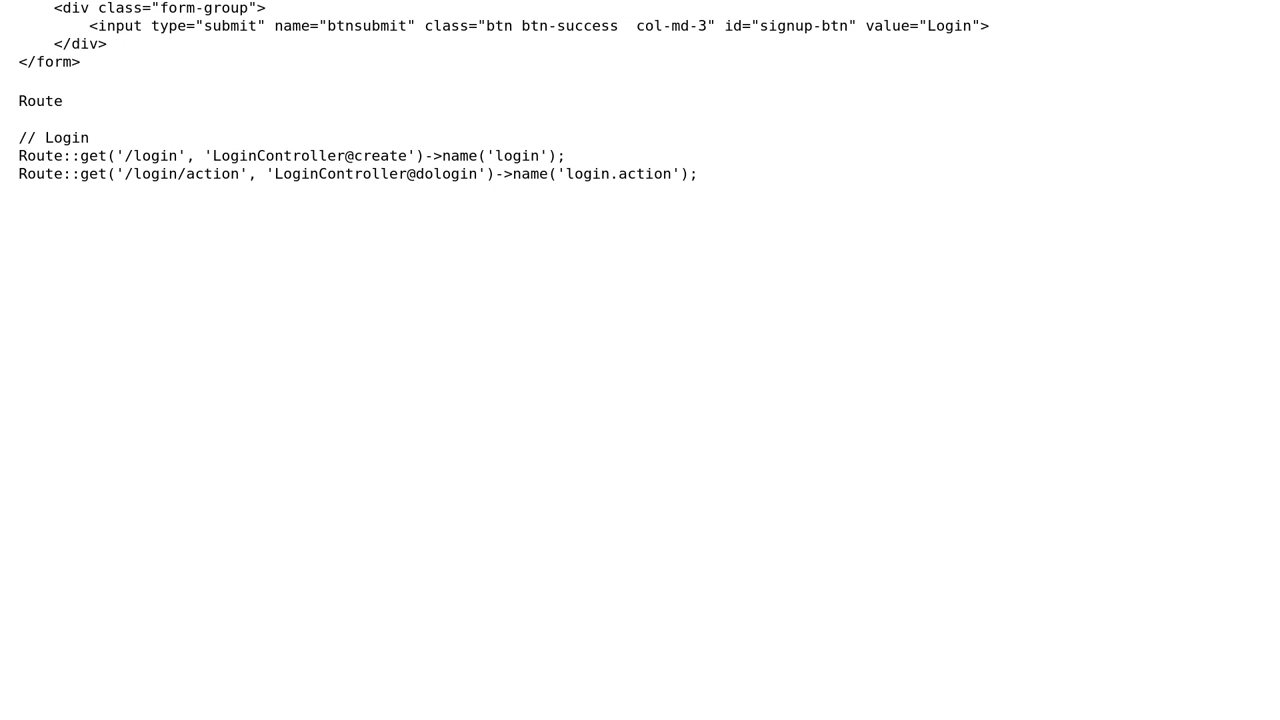 <div class="form-group">
        <input type="submit" name="btnsubmit" class="btn btn-success  col-md-3" id="signup-btn" value="Login">
    </div>
</form>
Route
// Login
Route::get('/login', 'LoginController@create')->name('login');
Route::get('/login/action', 'LoginController@dologin')->name('login.action');